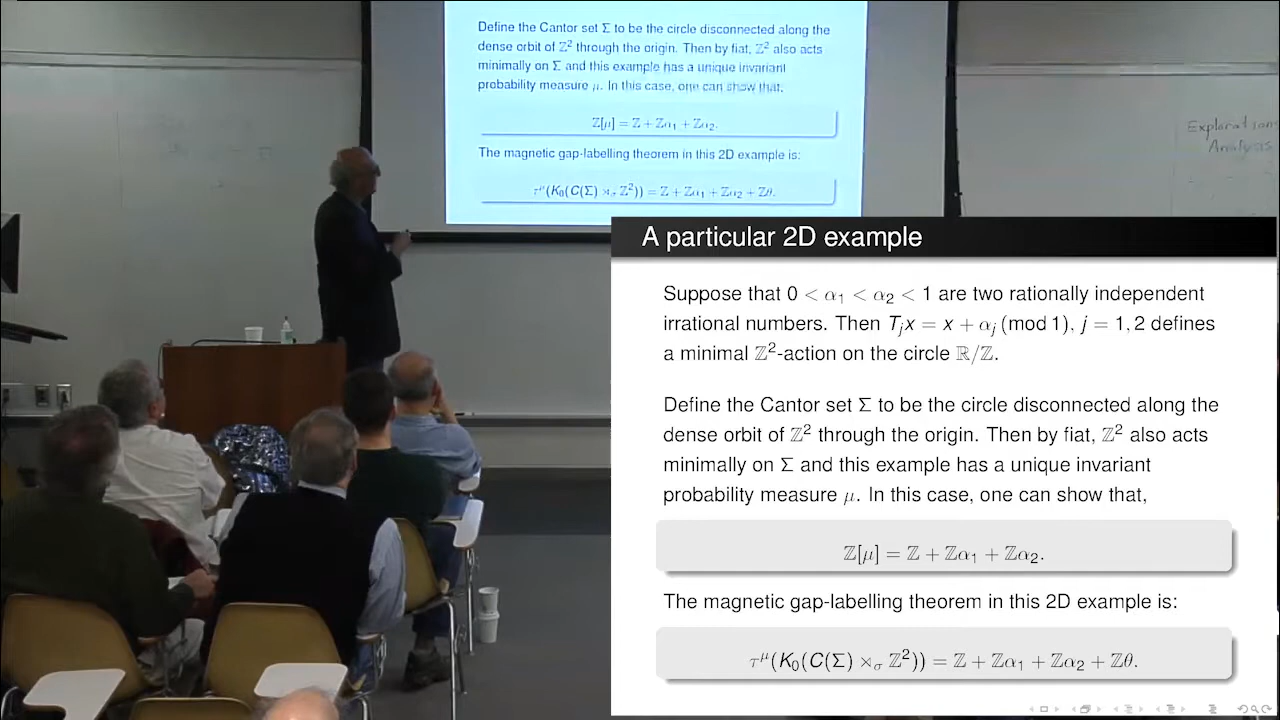 Define the Cantor set Σ to be the circle disconnected along the
dense orbit of ℤ² through the origin. Then by fiat, ℤ² also acts
minimally on Σ and this example has a unique invariant
probability measure μ. In this case, one can show that,
ℤ[μ] = ℤ + ℤα₁ + ℤα₂.
The magnetic gap-labelling theorem in this 2D example is:
τ^μ(K₀(C(Σ) ⋊_σ ℤ²)) = ℤ + ℤα₁ + ℤα₂ + ℤθ.
Explorations
Analysis
A particular 2D example
Suppose that 0 < α₁ < α₂ < 1 are two rationally independent
irrational numbers. Then T_j x = x + α_j (mod 1), j = 1, 2 defines
a minimal ℤ²-action on the circle ℝ/ℤ.
Define the Cantor set Σ to be the circle disconnected along the
dense orbit of ℤ² through the origin. Then by fiat, ℤ² also acts
minimally on Σ and this example has a unique invariant
probability measure μ. In this case, one can show that,
ℤ[μ] = ℤ + ℤα₁ + ℤα₂.
The magnetic gap-labelling theorem in this 2D example is:
τ^μ(K₀(C(Σ) ⋊_σ ℤ²)) = ℤ + ℤα₁ + ℤα₂ + ℤθ.